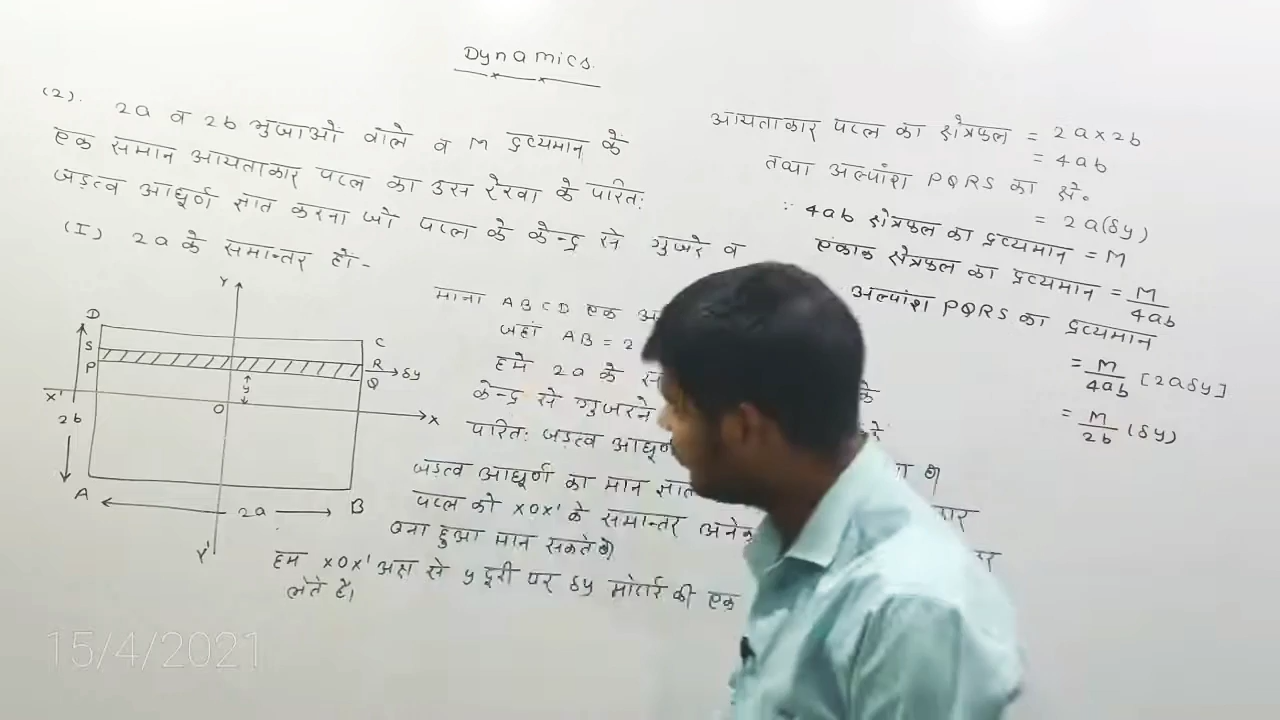 Dynamics.
(2). 2a व 2b भुजाओं वाले व M द्रव्यमान के
एक समान आयताकार पटल का उस रेखा के परितः
जड़त्व आघूर्ण ज्ञात करना जो पटल के केन्द्र से गुजरे व
(I) 2a के समान्तर हो -
Y
D
C
S
R
P
Q
δy
y
X'
O
X
2b
A
B
2a
Y'
माना ABCD एक
जहां AB = 2
हमे 2a के
केन्द्र से गुजरने
के
परितः जड़त्व आघूर्ण
जड़त्व आघूर्ण का मान ज्ञात
पटल को XOX' के समान्तर अनेक
बना हुआ मान सकते है
हम XOX' अक्ष से y दूरी पर δy मोटाई की एक
लेते हैं।
आयताकार पटल का क्षेत्रफल = 2a×2b
= 4ab
तथा अल्पांश PQRS का क्षे.
= 2a(δy)
∵ 4ab क्षेत्रफल का द्रव्यमान = M
एकांक क्षेत्रफल का द्रव्यमान = M/4ab
अल्पांश PQRS का द्रव्यमान
= M/4ab [2aδy]
= M/2b (δy)
15/4/2021